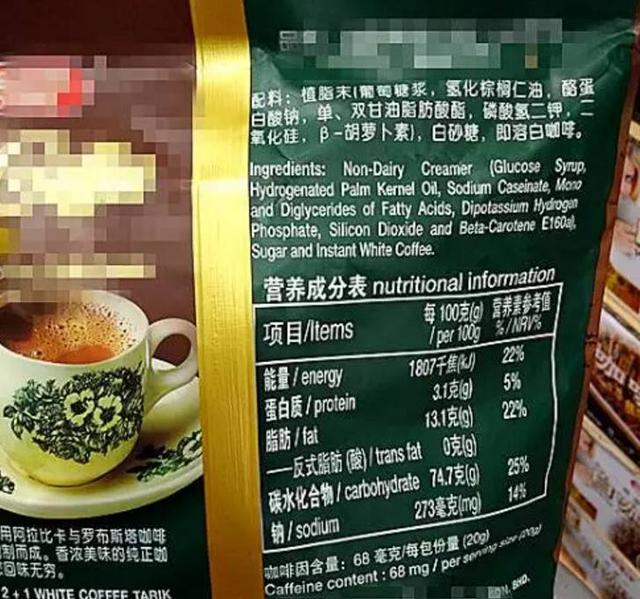 配料：植脂末(葡萄糖浆，氢化棕榈仁油，酪蛋
白酸钠，单、双甘油脂肪酸酯，磷酸氢二钾，二
氧化硅，β-胡萝卜素)，白砂糖，即溶白咖啡。
Ingredients: Non-Dairy Creamer (Glucose Syrup,
Hydrogenated Palm Kernel Oil, Sodium Caseinate, Mono
and Diglycerides of Fatty Acids, Dipotassium Hydrogen
Phosphate, Silicon Dioxide and Beta-Carotene E160a),
Sugar and Instant White Coffee.
营养成分表 nutritional information
项目/Items 每 100克(g) / per 100g 营养素参考值 % / NRV%
能量 / energy 1807千焦(kJ) 22%
蛋白质 / protein 3.1克(g) 5%
脂肪 / fat 13.1克(g) 22%
——反式脂肪 (酸) / trans fat 0克(g)
碳水化合物 / carbohydrate 74.7克(g) 25%
钠 / sodium 273毫克(mg) 14%
咖啡因含量：68 毫克/每包份量 (20g)
Caffeine content : 68 mg / per serving size (20g)
BHD.
用阿拉比卡与罗布斯塔咖啡
制而成。香浓美味的纯正咖
回味无穷。
2 + 1 WHITE COFFEE TARIK